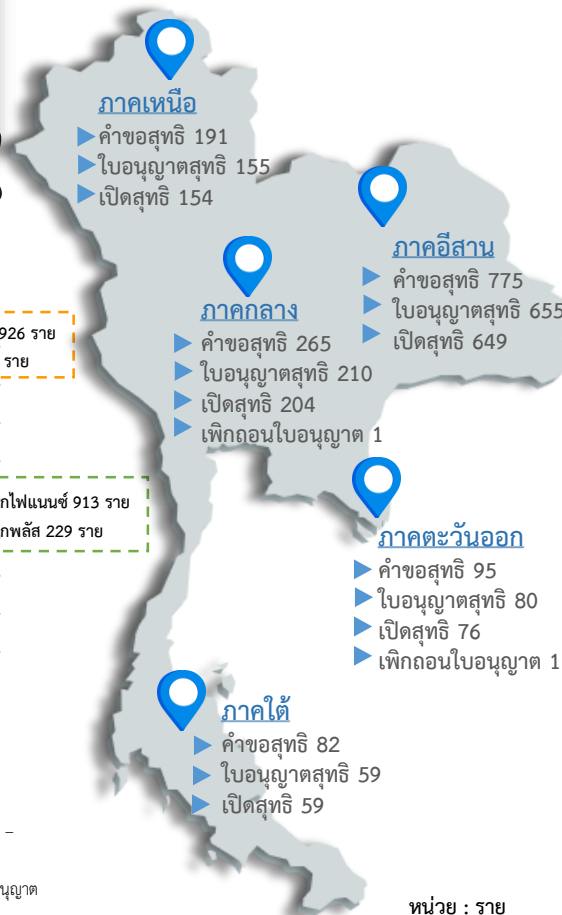 ภาคเหนือ
คำขอสุทธิ 191
ใบอนุญาตสุทธิ 155
เปิดสุทธิ 154
ภาคอีสาน
คำขอสุทธิ 775
ใบอนุญาตสุทธิ 655
เปิดสุทธิ 649
ภาคกลาง
คำขอสุทธิ 265
ใบอนุญาตสุทธิ 210
เปิดสุทธิ 204
เพิกถอนใบอนุญาต 1
926 ราย
ราย
กไฟแนนซ์ 913 ราย
กพลัส 229 ราย
ภาคตะวันออก
คำขอสุทธิ 95
ใบอนุญาตสุทธิ 80
เปิดสุทธิ 76
เพิกถอนใบอนุญาต 1
ภาคใต้
คำขอสุทธิ 82
ใบอนุญาตสุทธิ 59
เปิดสุทธิ 59
นุญาต
หน่วย : ราย